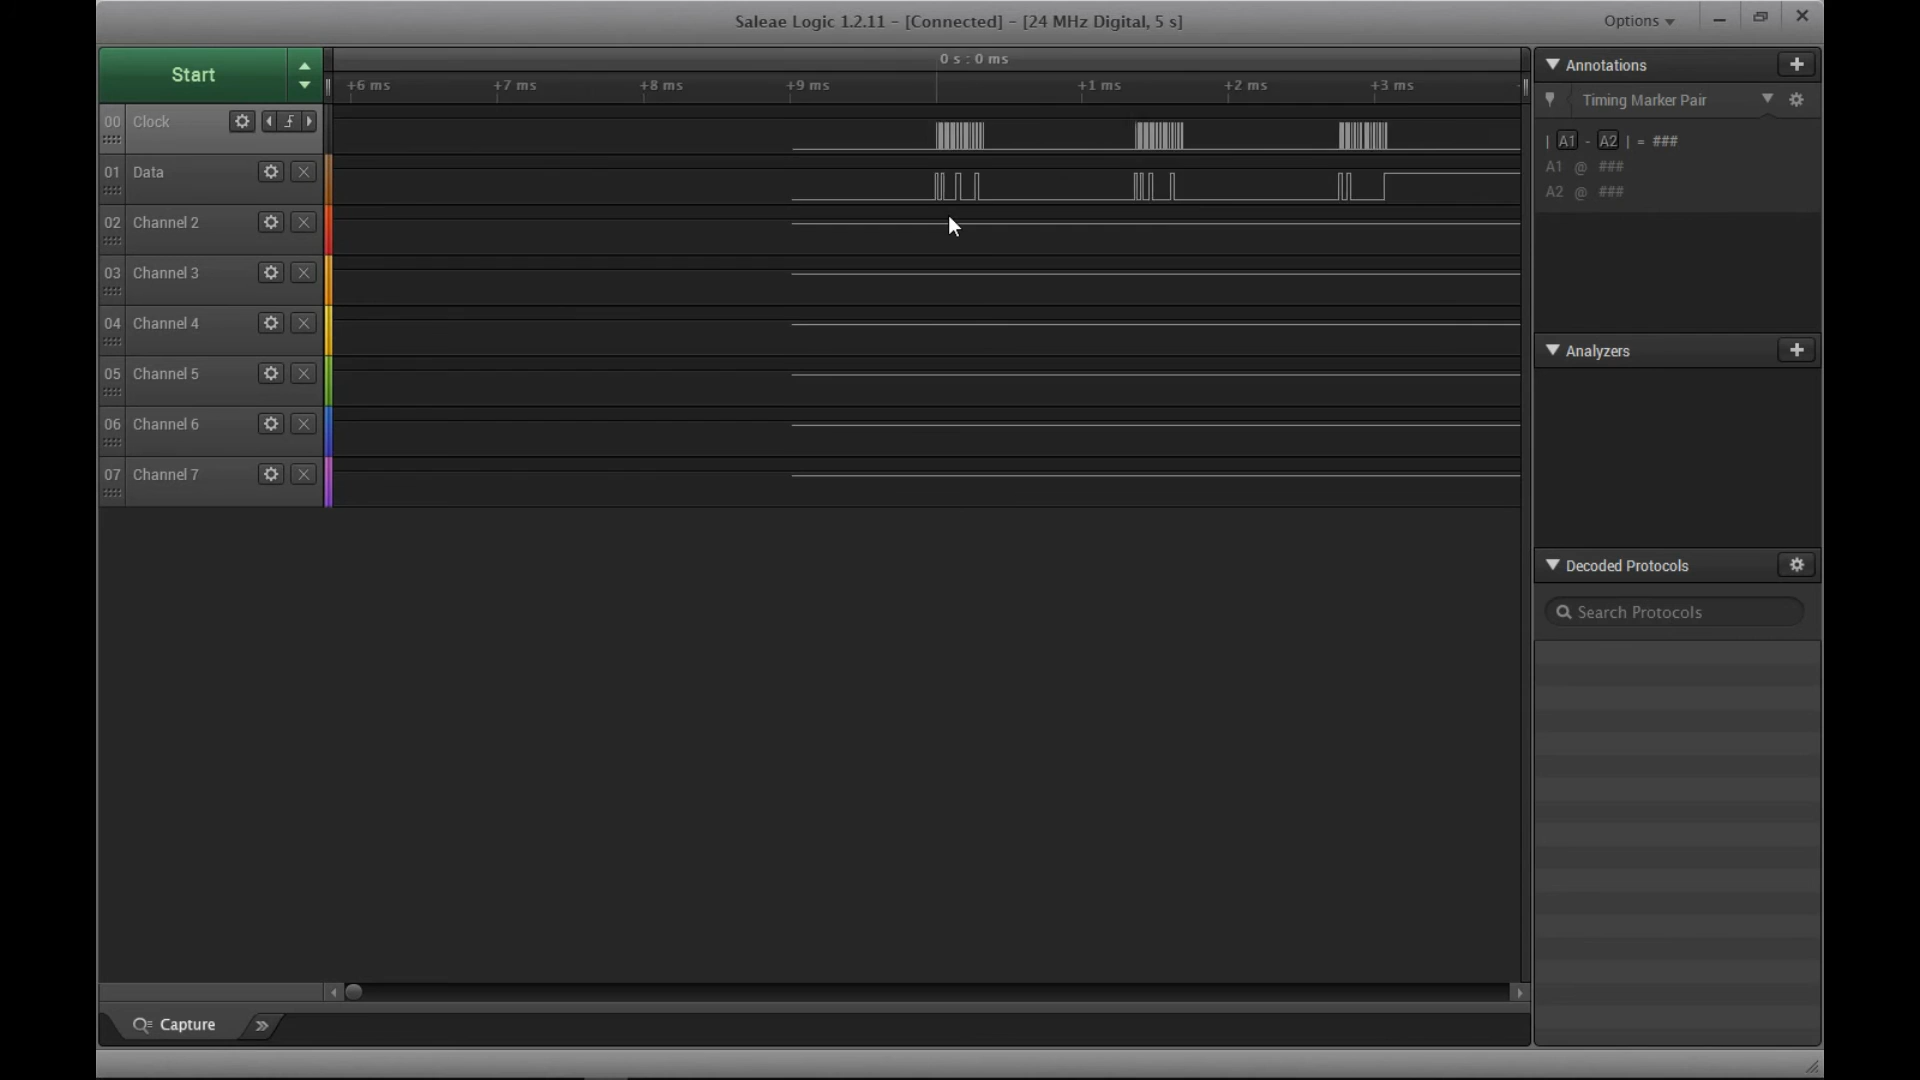 Saleae Logic 1.2.11 - [Connected] - [24 MHz Digital, 5 s]
Options
Start
0 s : 0 ms
+6 ms +7 ms +8 ms +9 ms +1 ms +2 ms +3 ms
00 Clock
01 Data
02 Channel 2
03 Channel 3
04 Channel 4
05 Channel 5
06 Channel 6
07 Channel 7
Annotations
Timing Marker Pair
| A1 - A2 | = ###
A1 @ ###
A2 @ ###
Analyzers
Decoded Protocols
Search Protocols
Capture